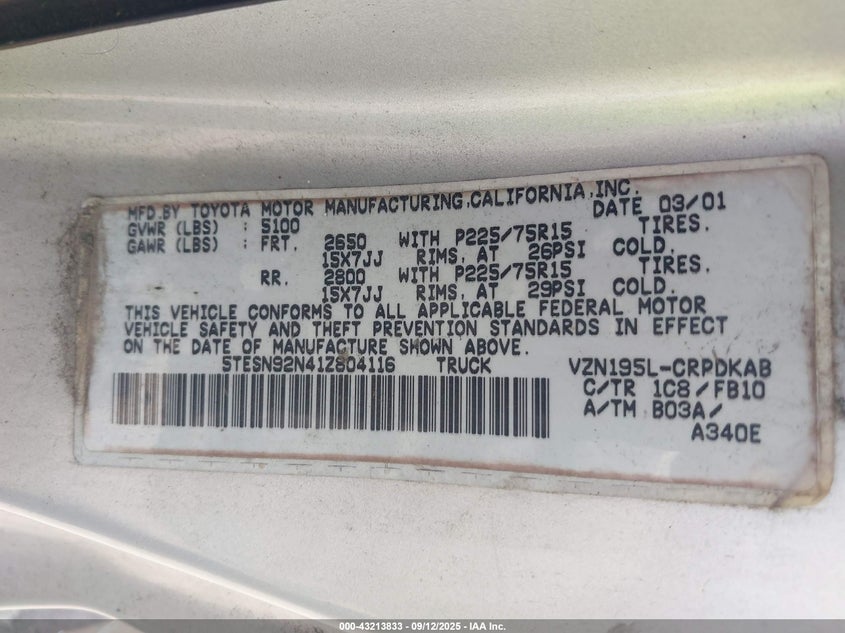 MFD.BY TOYOTA MOTOR MANUFACTURING,CALIFORNIA,INC.
GVWR (LBS) : 5100 DATE 03/01
GAWR (LBS) : FRT. 2650 WITH P225/75R15 TIRES.
15X7JJ RIMS, AT 26PSI COLD.
RR. 2800 WITH P225/75R15 TIRES.
15X7JJ RIMS, AT 29PSI COLD.
THIS VEHICLE CONFORMS TO ALL APPLICABLE FEDERAL MOTOR
VEHICLE SAFETY AND THEFT PREVENTION STANDARDS IN EFFECT
ON THE DATE OF MANUFACTURE SHOWN ABOVE.
5TESN92N41Z804116 TRUCK VZN195L-CRPDKAB
C/TR 1C8/FB10
A/TM B03A/
A340E
000-43213833 - 09/12/2025 - IAA Inc.